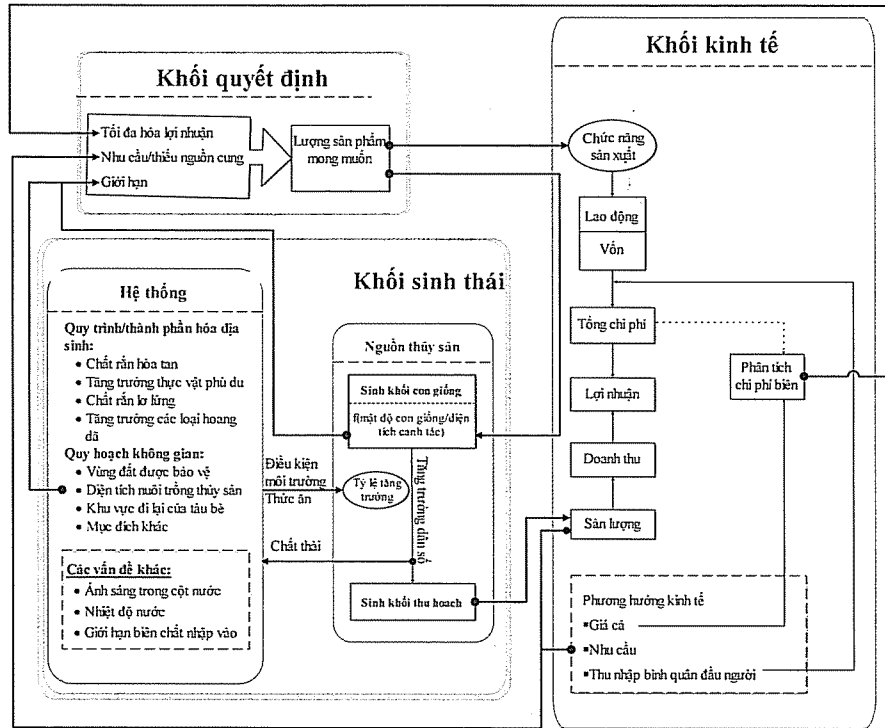 Khối quyết định
Tối đa hóa lợi nhuận
Nhu cầu/thiếu nguồn cung
Giới hạn
Lượng sản phẩm
mong muốn
Khối kinh tế
Chức năng
sản xuất
Lao động
Vốn
Tổng chi phí
Lợi nhuận
Doanh thu
Sản lượng
Phân tích
chi phí biên
Phương hướng kinh tế
▪Giá cả
▪Nhu cầu
▪Thu nhập bình quân đầu người
Khối sinh thái
Hệ thống
Quy trình/thành phần hóa địa
sinh:
• Chất rắn hòa tan
• Tăng trưởng thực vật phù du
• Chất rắn lơ lửng
• Tăng trưởng các loại hoang
dã
Quy hoạch không gian:
• Vừng đất được bảo vệ
• Diện tích nuôi trồng thủy sản
• Khu vực đi lại của tàu bè
• Mục đích khác
Các vấn đề khác:
• Ánh sáng trong cột nước
• Nhiệt độ nước
• Giới hạn biên chất nhập vào
Điều kiện
môi trường
Thức ăn
Chất thải
Nguồn thủy sản
Sinh khối con giống
f(mật độ con giống/diện
tích canh tác)
Tỷ lệ tăng
trưởng
Tăng trưởng dân số
Sinh khối thu hoạch